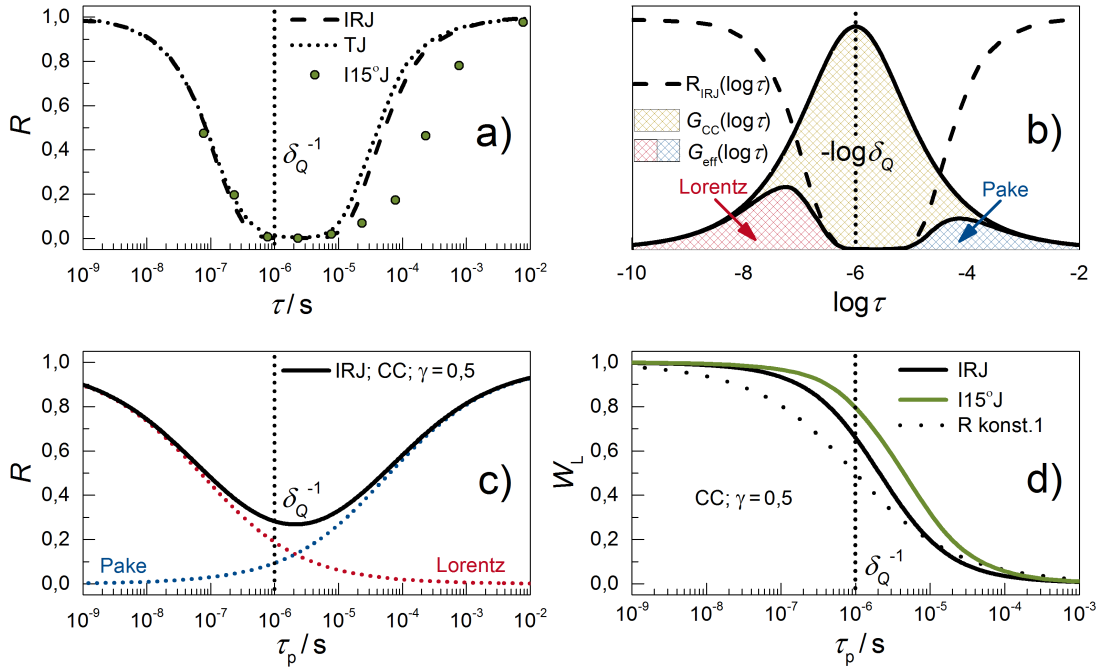 1,0
0,8
0,6
0,4
0,2
0,0
R
IRJ
TJ
I15°J
a)
δQ⁻¹
10⁻⁹ 10⁻⁸ 10⁻⁷ 10⁻⁶ 10⁻⁵ 10⁻⁴ 10⁻³ 10⁻²
τ / s
R_IRJ(log τ)
G_CC(log τ)
G_eff(log τ)
b)
-log δQ
Lorentz
Pake
-10 -8 -6 -4 -2
log τ
1,0
0,8
0,6
0,4
0,2
0,0
R
IRJ; CC; γ = 0,5
c)
δQ⁻¹
Pake
Lorentz
10⁻⁹ 10⁻⁸ 10⁻⁷ 10⁻⁶ 10⁻⁵ 10⁻⁴ 10⁻³ 10⁻²
τp / s
1,0
0,8
0,6
0,4
0,2
0,0
W_L
IRJ
I15°J
R konst.1
d)
CC; γ = 0,5
δQ⁻¹
10⁻⁹ 10⁻⁸ 10⁻⁷ 10⁻⁶ 10⁻⁵ 10⁻⁴ 10⁻³
τp / s